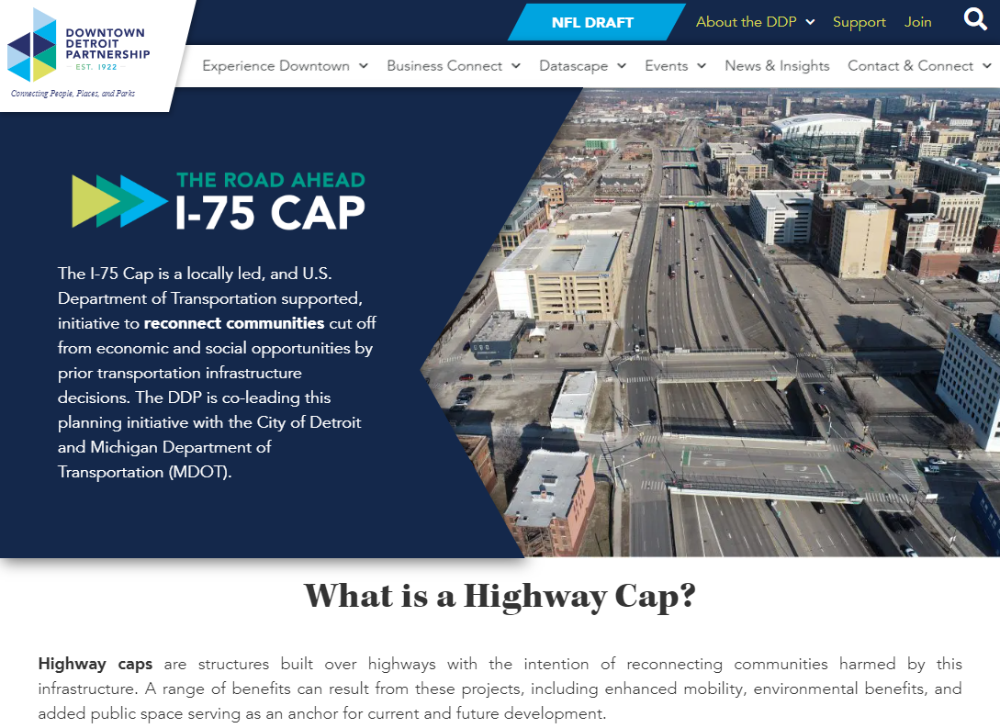 DOWNTOWN
DETROIT
PARTNERSHIP
EST. 1922
Connecting People, Places, and Parks
NFL DRAFT About the DDP Support Join
Experience Downtown Business Connect Datascape Events News & Insights Contact & Connect
THE ROAD AHEAD
I-75 CAP
The I-75 Cap is a locally led, and U.S.
Department of Transportation supported,
initiative to reconnect communities cut off
from economic and social opportunities by
prior transportation infrastructure
decisions. The DDP is co-leading this
planning initiative with the City of Detroit
and Michigan Department of
Transportation (MDOT).
What is a Highway Cap?
Highway caps are structures built over highways with the intention of reconnecting communities harmed by this
infrastructure. A range of benefits can result from these projects, including enhanced mobility, environmental benefits, and
added public space serving as an anchor for current and future development.